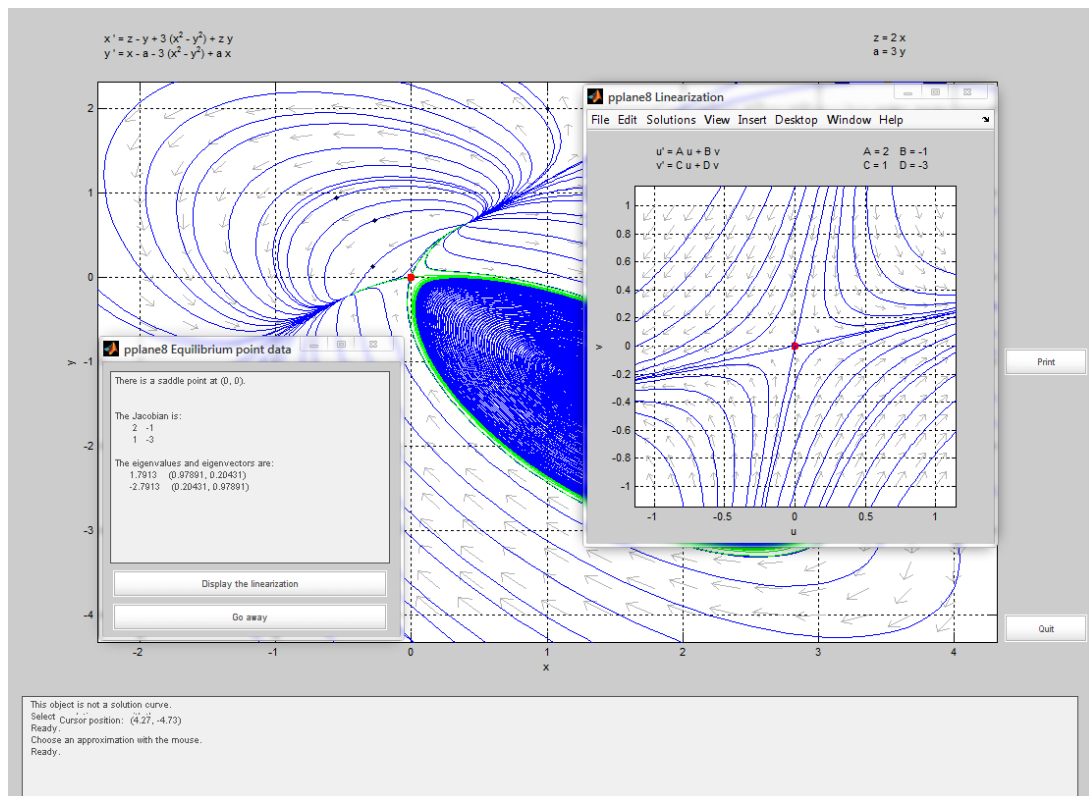 x ' = z - y + 3 (x² - y²) + z y
y ' = x - a - 3 (x² - y²) + a x
z = 2 x
a = 3 y
2
1
0
-1
-2
-3
-4
y
-2
-1
0
1
2
3
4
x
pplane8 Linearization
File Edit Solutions View Insert Desktop Window Help
u' = A u + B v
v' = C u + D v
A = 2 B = -1
C = 1 D = -3
1
0.8
0.6
0.4
0.2
0
-0.2
-0.4
-0.6
-0.8
-1
v
-1
-0.5
0
0.5
1
u
pplane8 Equilibrium point data
There is a saddle point at (0, 0).
The Jacobian is:
2 -1
1 -3
The eigenvalues and eigenvectors are:
1.7913 (0.97891, 0.20431)
-2.7913 (0.20431, 0.97891)
Display the linearization
Go away
Print
Quit
This object is not a solution curve.
Select
Cursor position: (4.27, -4.73)
Ready.
Choose an approximation with the mouse.
Ready.